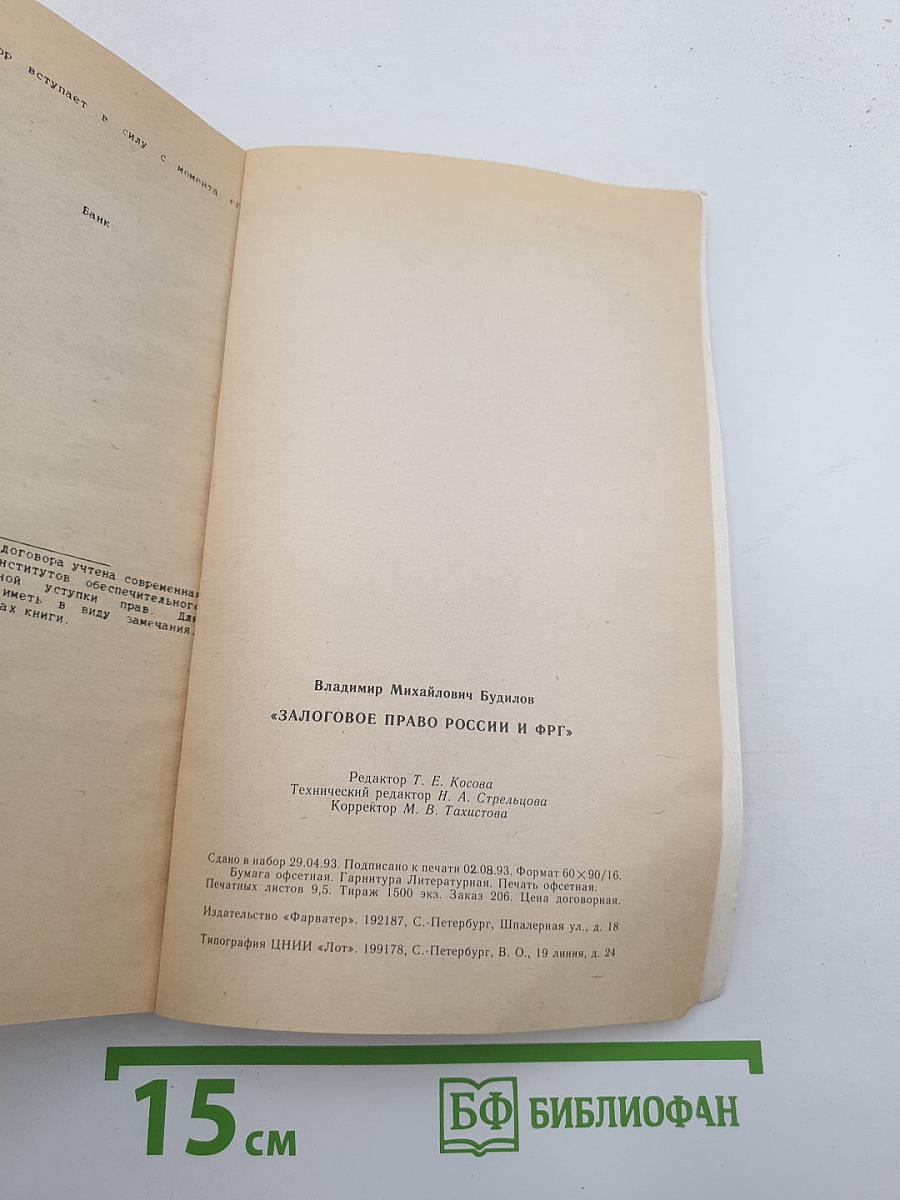 вступает в силу с момента
Банк
договора учтена современная
обеспечительного
ной уступки прав. Для
иметь в виду замечания,
ах книги.
Владимир Михайлович Будилов
«ЗАЛОГОВОЕ ПРАВО РОССИИ И ФРГ»
Редактор Т. Е. Косова
Технический редактор Н. А. Стрельцова
Корректор М. В. Тахистова
Сдано в набор 29.04.93. Подписано к печати 02.08.93. Формат 60×90/16.
Бумага офсетная. Гарнитура Литературная. Печать офсетная.
Печатных листов 9,5. Тираж 1500 экз. Заказ 206. Цена договорная.
Издательство «Фарватер». 192187, С.-Петербург, Шпалерная ул., д. 18
Типография ЦНИИ «Лот». 199178, С.-Петербург, В. О., 19 линия, д. 24
15 см
БФ БИБЛИОФАН